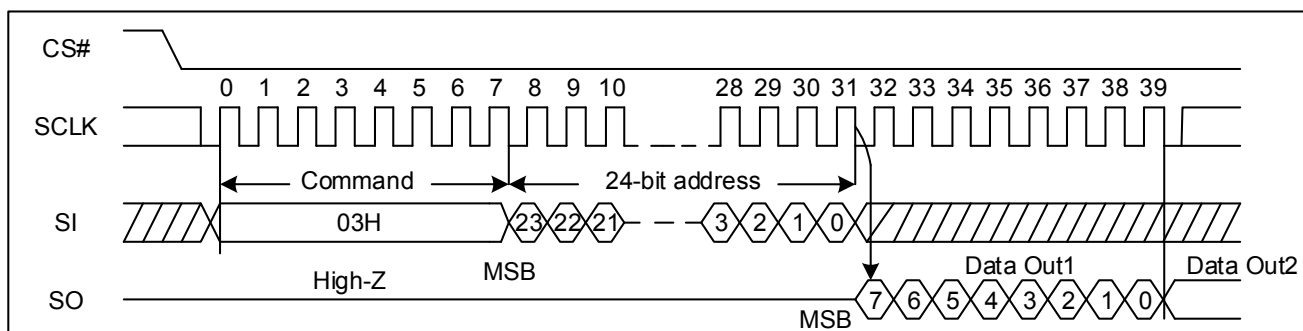 CS#
0 1 2 3 4 5 6 7 8 9 10 28 29 30 31 32 33 34 35 36 37 38 39
SCLK
Command 24-bit address
SI 03H 23 22 21 3 2 1 0
High-Z MSB Data Out1 Data Out2
SO 7 6 5 4 3 2 1 0
MSB